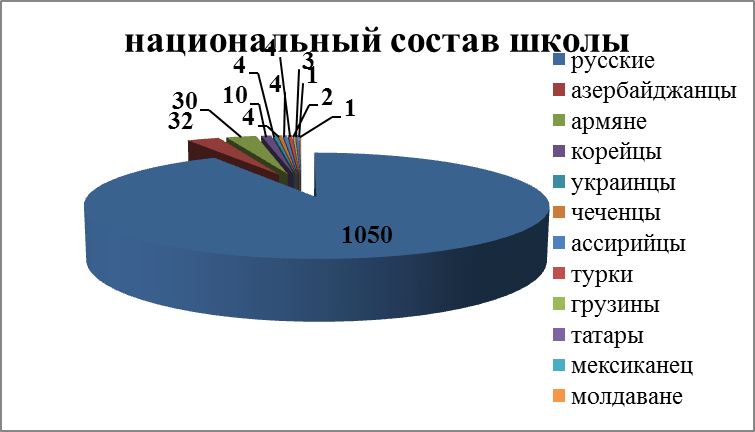 национальный состав школы
1050
32
30
10
4
4
4
4
3
2
1
1
русские
азербайджанцы
армяне
корейцы
украинцы
чеченцы
ассирийцы
турки
грузины
татары
мексиканец
молдаване